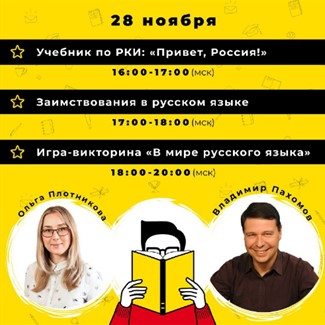 28 ноября
Учебник по РКИ: «Привет, Россия!»
16:00-17:00 (мск)
Заимствования в русском языке
17:00-18:00 (мск)
Игра-викторина «В мире русского языка»
18:00-20:00 (мск)
Ольга Плотникова
Владимир Пахомов